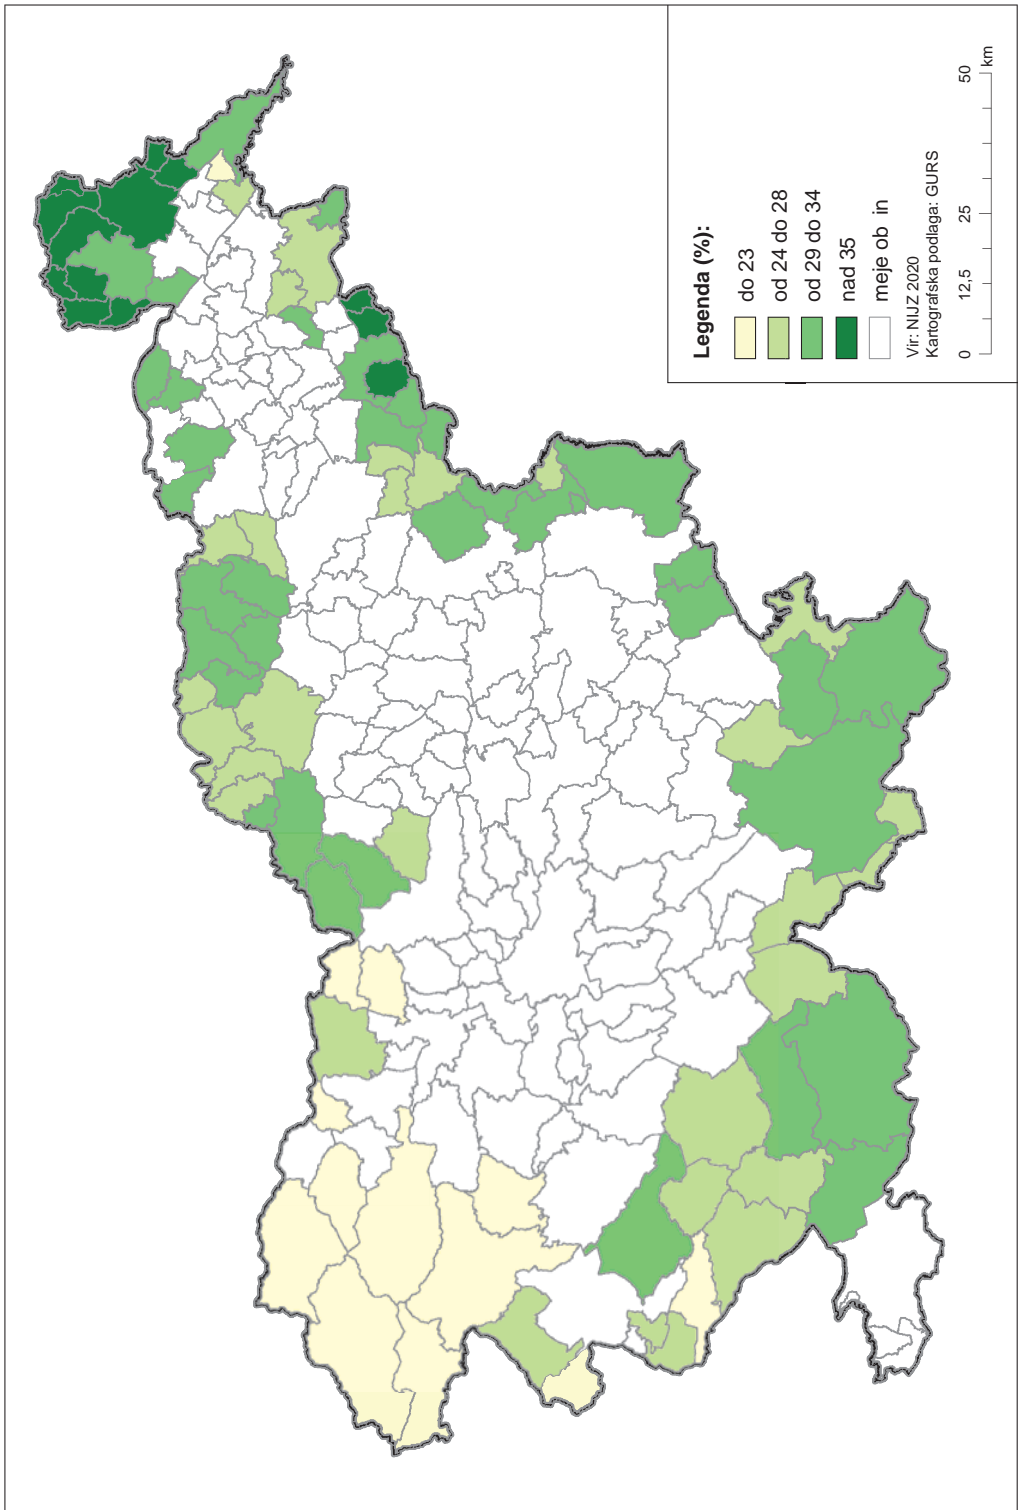 Legenda (%):
do 23
od 24 do 28
od 29 do 34
nad 35
meje ob in
Vir: NIJZ 2020
Kartografska podlaga: GURS
0 12,5 25 50
km